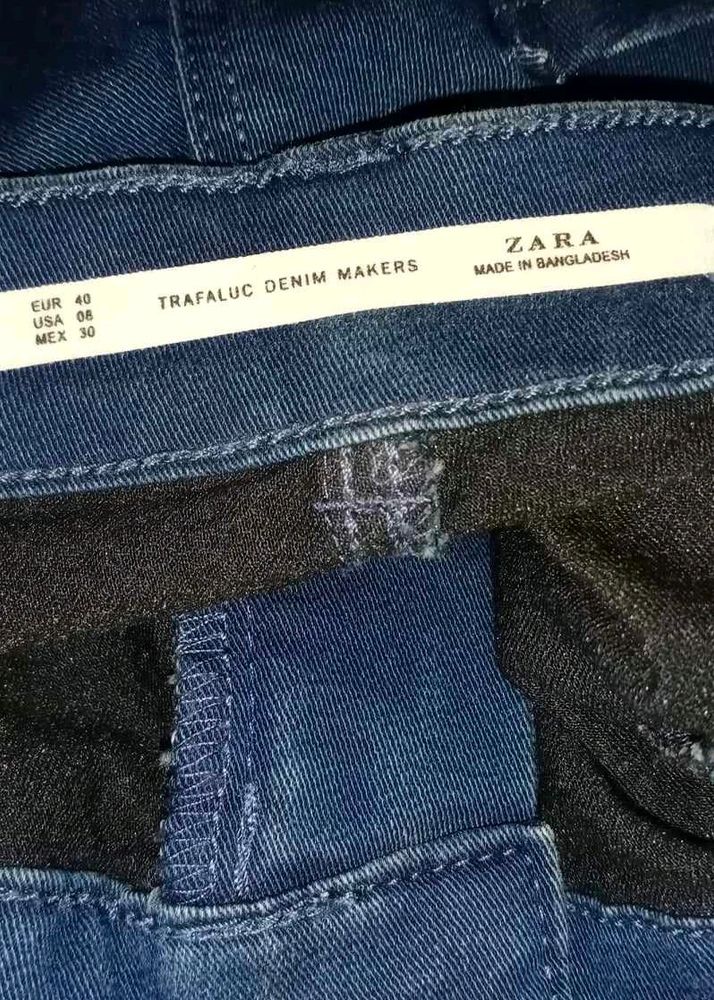 EUR 40
USA 08
MEX 30
TRAFALUC DENIM MAKERS
ZARA
MADE IN BANGLADESH